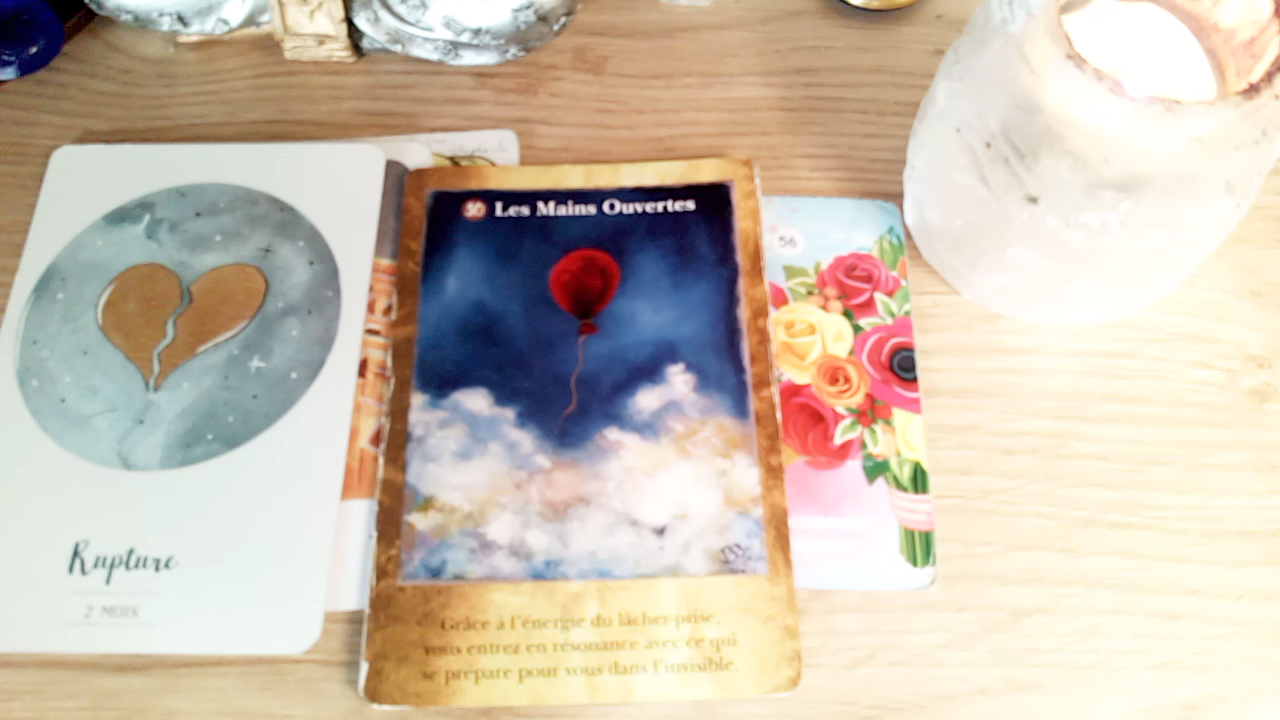 Rupture
2 MOIS
50 Les Mains Ouvertes
Grâce à l'énergie du lâcher-prise,
vous entrez en résonance avec ce qui
se prépare pour vous dans l'invisible.
56